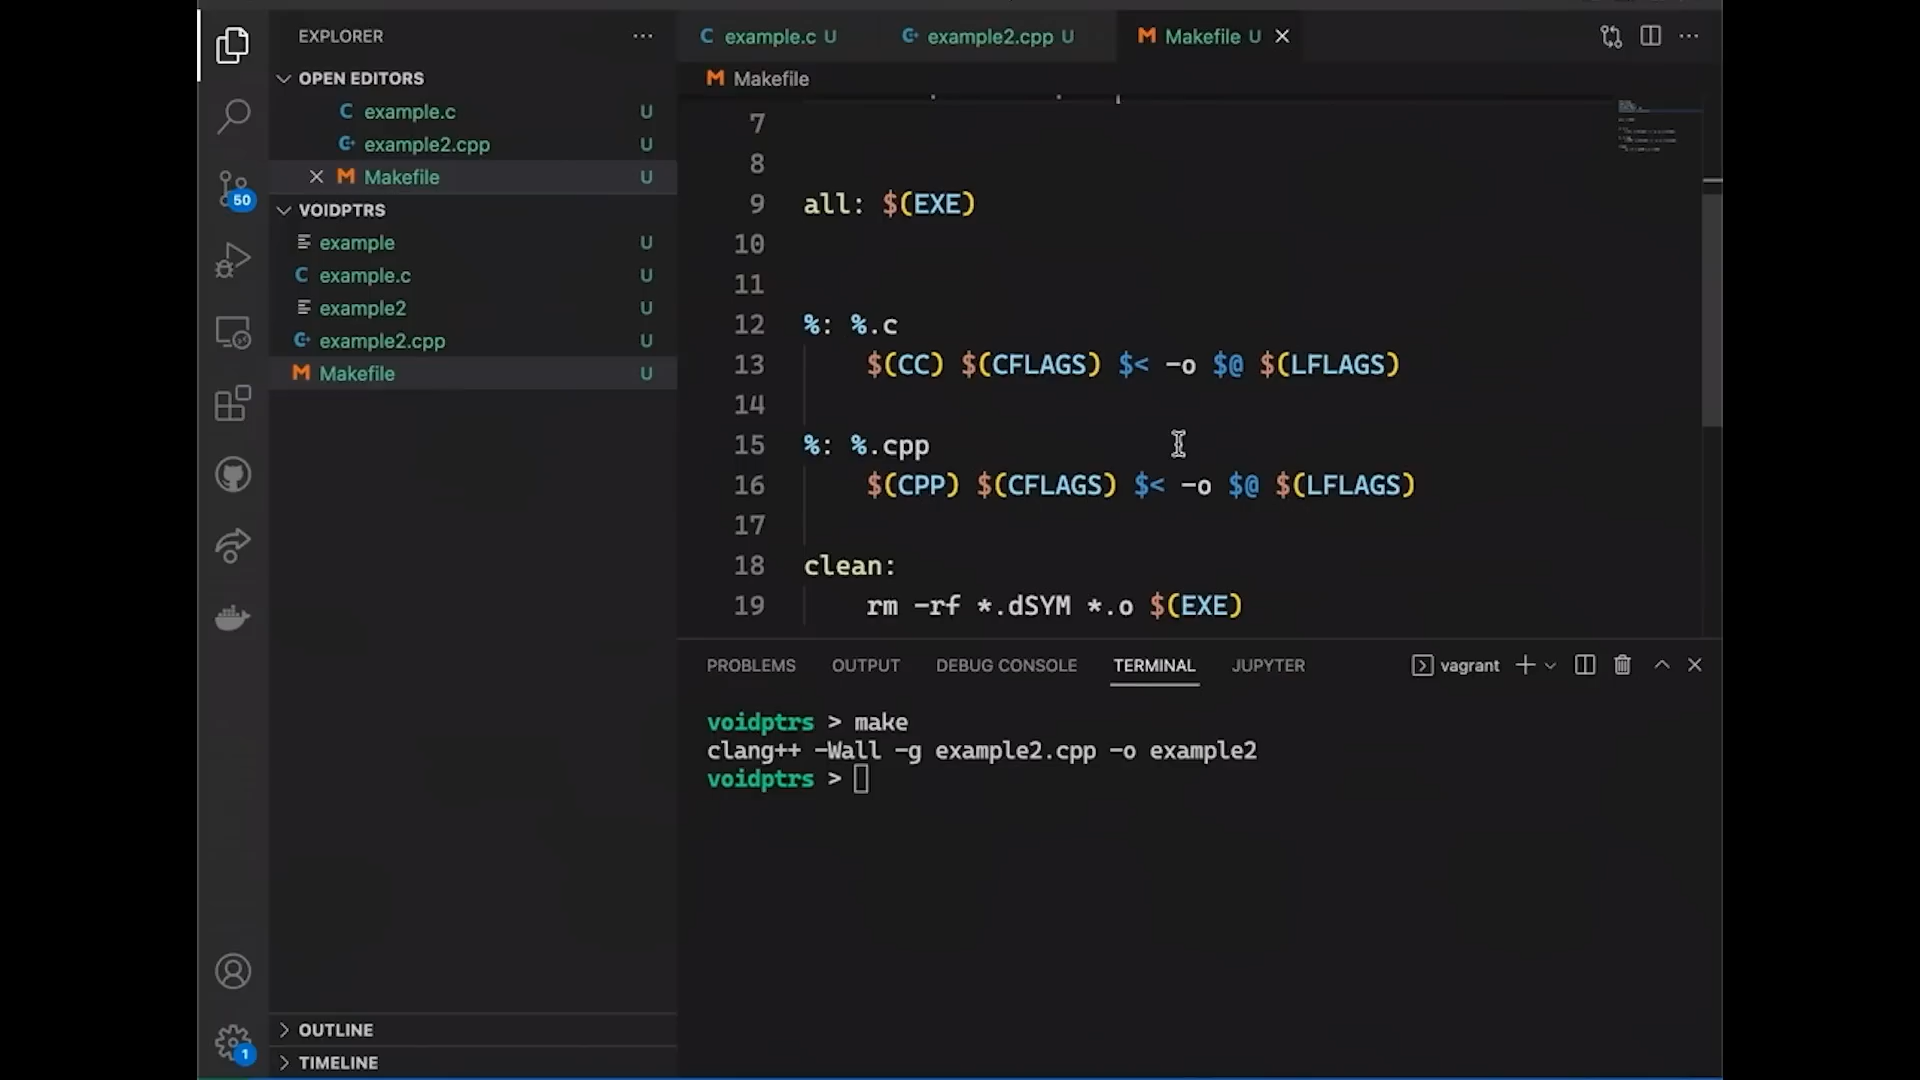 EXPLORER
OPEN EDITORS
example.c U
example2.cpp U
Makefile U
VOIDPTRS
example U
example.c U
example2 U
example2.cpp U
Makefile U
50
1
OUTLINE
TIMELINE
example.c U
example2.cpp U
Makefile U
Makefile
7
8
9 all: $(EXE)
10
11
12 %: %.c
13 $(CC) $(CFLAGS) $< -o $@ $(LFLAGS)
14
15 %: %.cpp
16 $(CPP) $(CFLAGS) $< -o $@ $(LFLAGS)
17
18 clean:
19 rm -rf *.dSYM *.o $(EXE)
PROBLEMS OUTPUT DEBUG CONSOLE TERMINAL JUPYTER vagrant
voidptrs > make
clang++ -Wall -g example2.cpp -o example2
voidptrs >